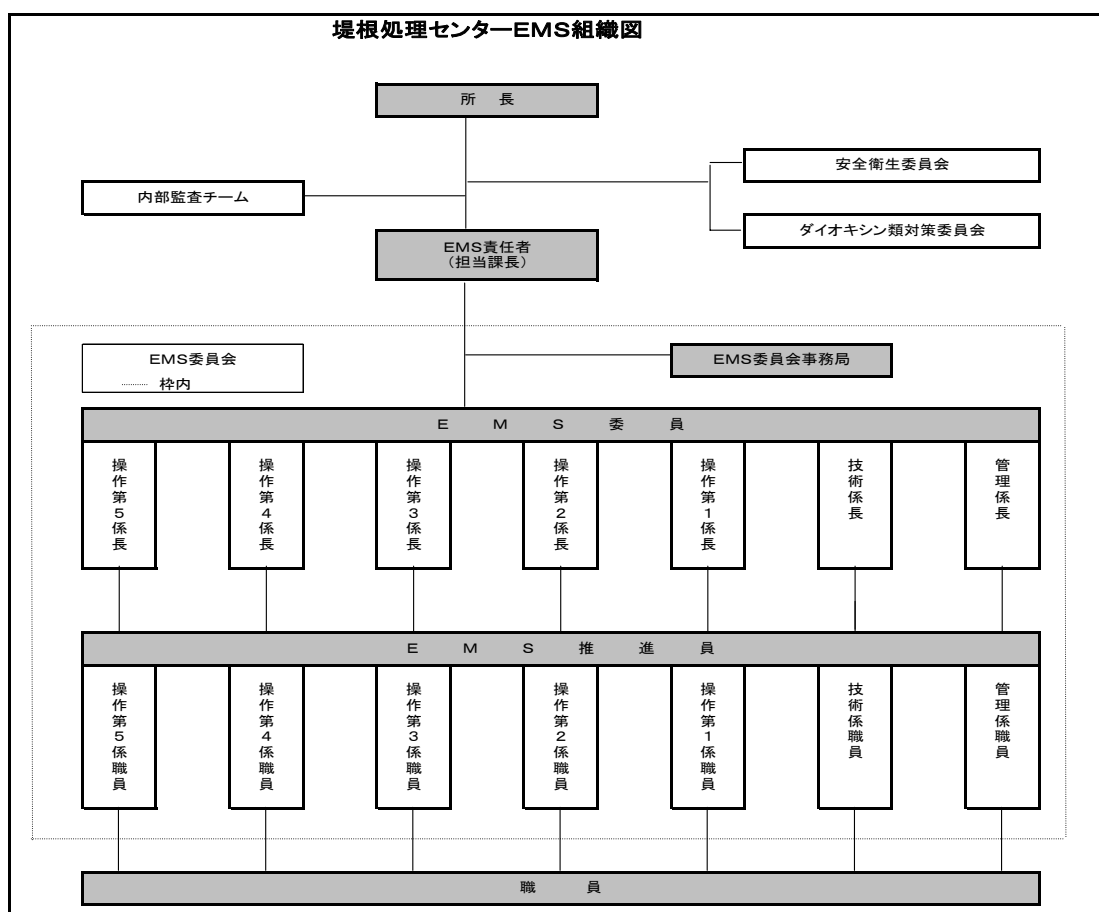 堤根処理センターEMS組織図
所 長
安全衛生委員会
内部監査チーム
ダイオキシン類対策委員会
EMS責任者
(担当課長)
EMS委員会
枠内
EMS委員会事務局
E M S 委 員
操作第5係長
操作第4係長
操作第3係長
操作第2係長
操作第1係長
技術係長
管理係長
E M S 推 進 員
操作第5係職員
操作第4係職員
操作第3係職員
操作第2係職員
操作第1係職員
技術係職員
管理係職員
職 員